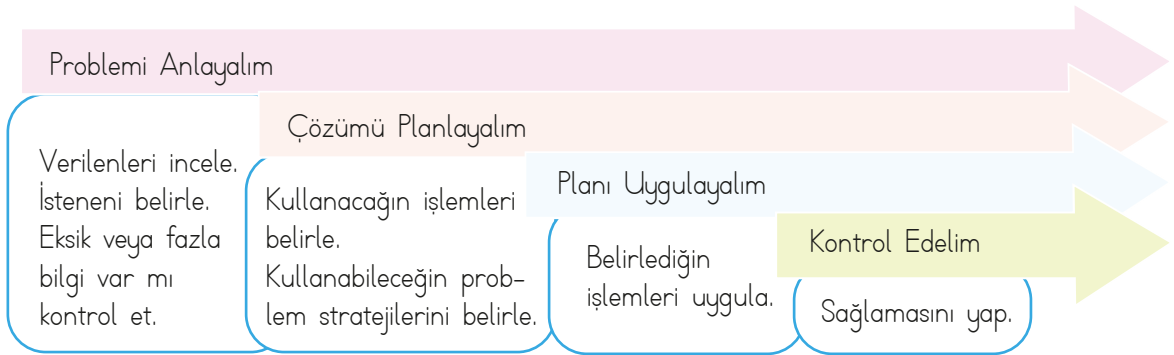 Problemi Anlayalım
Verilenleri incele.
İsteneni belirle.
Eksik veya fazla
bilgi var mı
kontrol et.
Çözümü Planlayalım
Kullanacağın işlemleri
belirle.
Kullanabileceğin prob-
lem stratejilerini belirle.
Planı Uygulayalım
Belirlediğin
işlemleri uygula.
Kontrol Edelim
Sağlamasını yap.